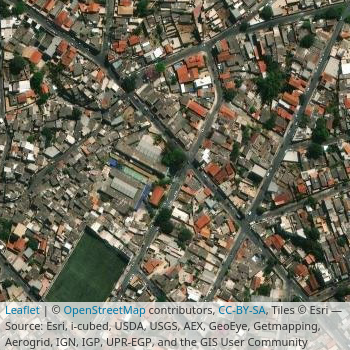 Leaflet | © OpenStreetMap contributors, CC-BY-SA, Tiles © Esri —
Source: Esri, i-cubed, USDA, USGS, AEX, GeoEye, Getmapping,
Aerogrid, IGN, IGP, UPR-EGP, and the GIS User Community